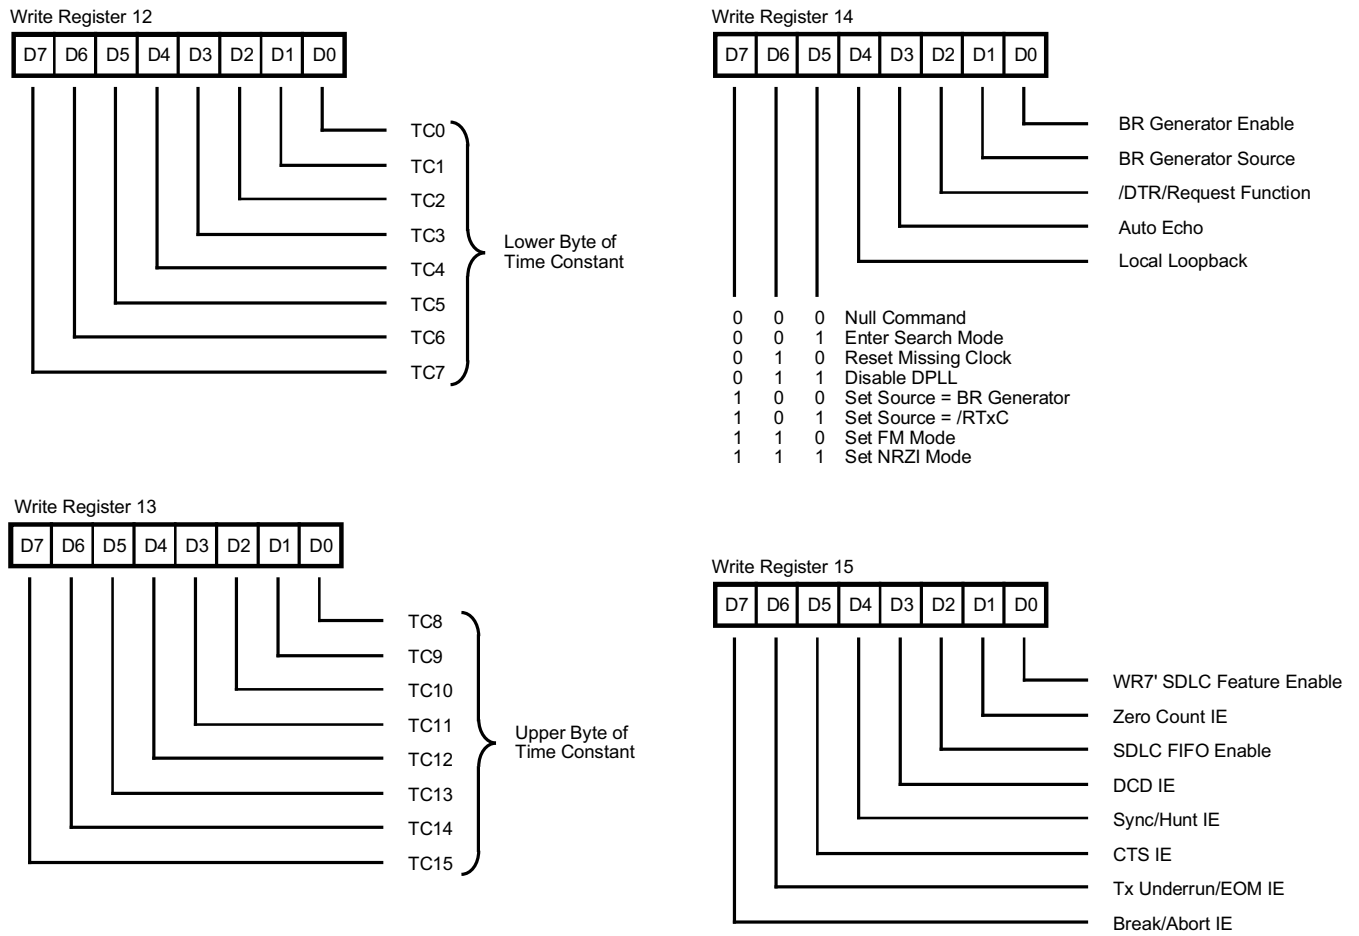 Write Register 12
D7 D6 D5 D4 D3 D2 D1 D0
TC0
TC1
TC2
TC3
TC4
TC5
TC6
TC7
Lower Byte of
Time Constant
Write Register 13
D7 D6 D5 D4 D3 D2 D1 D0
TC8
TC9
TC10
TC11
TC12
TC13
TC14
TC15
Upper Byte of
Time Constant
Write Register 14
D7 D6 D5 D4 D3 D2 D1 D0
BR Generator Enable
BR Generator Source
/DTR/Request Function
Auto Echo
Local Loopback
0 0 0 Null Command
0 0 1 Enter Search Mode
0 1 0 Reset Missing Clock
0 1 1 Disable DPLL
1 0 0 Set Source = BR Generator
1 0 1 Set Source = /RTxC
1 1 0 Set FM Mode
1 1 1 Set NRZI Mode
Write Register 15
D7 D6 D5 D4 D3 D2 D1 D0
WR7' SDLC Feature Enable
Zero Count IE
SDLC FIFO Enable
DCD IE
Sync/Hunt IE
CTS IE
Tx Underrun/EOM IE
Break/Abort IE